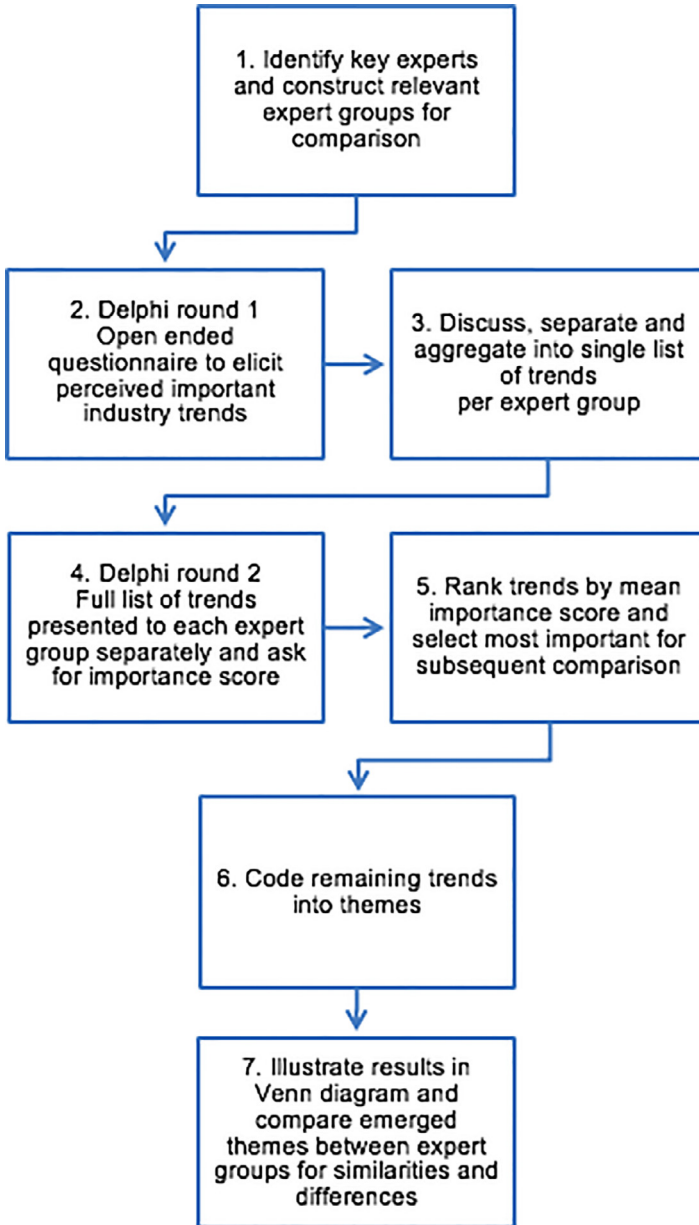 1. Identify key experts
and construct relevant
expert groups for
comparison
2. Delphi round 1
Open ended
questionnaire to elicit
perceived important
industry trends
3. Discuss, separate and
aggregate into single list
of trends
per expert group
4. Delphi round 2
Full list of trends
presented to each expert
group separately and ask
for importance score
5. Rank trends by mean
importance score and
select most important for
subsequent comparison
6. Code remaining trends
into themes
7. Illustrate results in
Venn diagram and
compare emerged
themes between expert
groups for similarities and
differences